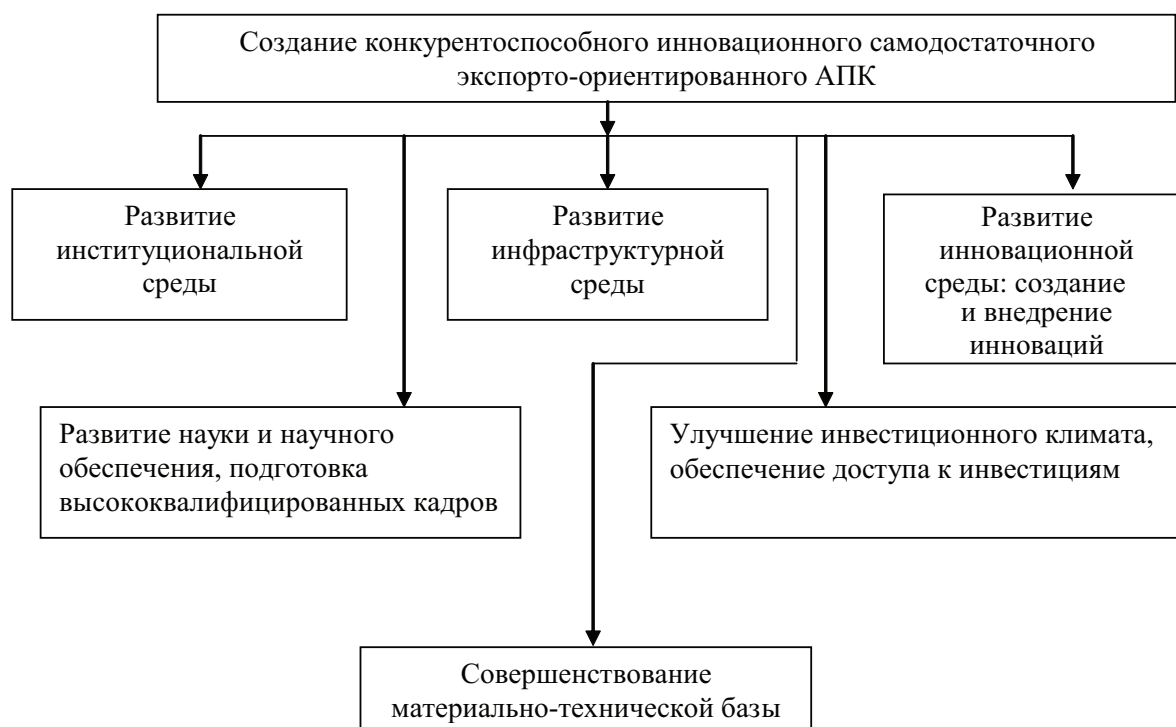 Создание конкурентоспособного инновационного самодостаточного
экспорто-ориентированного АПК
Развитие
институциональной
среды
Развитие
инфраструктурной
среды
Развитие
инновационной
среды: создание
и внедрение
инноваций
Развитие науки и научного
обеспечения, подготовка
высококвалифицированных кадров
Улучшение инвестиционного климата,
обеспечение доступа к инвестициям
Совершенствование
материально-технической базы